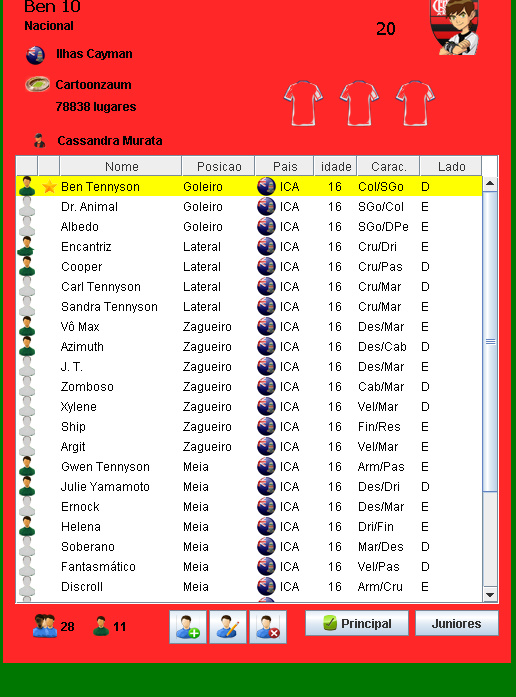 Ben 10
Nacional
20
Ilhas Cayman
Cartoonzaum
78838 lugares
Cassandra Murata
Nome Posicao Pais idade Carac. Lado
Ben Tennyson Goleiro ICA 16 Col/SGo D
Dr. Animal Goleiro ICA 16 SGo/Col E
Albedo Goleiro ICA 16 SGo/DPe E
Encantriz Lateral ICA 16 Cru/Dri E
Cooper Lateral ICA 16 Cru/Pas D
Carl Tennyson Lateral ICA 16 Cru/Mar D
Sandra Tennyson Lateral ICA 16 Cru/Mar E
Vô Max Zagueiro ICA 16 Des/Mar E
Azimuth Zagueiro ICA 16 Des/Cab D
J. T. Zagueiro ICA 16 Des/Mar E
Zomboso Zagueiro ICA 16 Cab/Mar D
Xylene Zagueiro ICA 16 Vel/Mar D
Ship Zagueiro ICA 16 Fin/Res E
Argit Zagueiro ICA 16 Vel/Mar E
Gwen Tennyson Meia ICA 16 Arm/Pas E
Julie Yamamoto Meia ICA 16 Des/Dri D
Ernock Meia ICA 16 Des/Mar E
Helena Meia ICA 16 Dri/Fin E
Soberano Meia ICA 16 Mar/Des D
Fantasmático Meia ICA 16 Vel/Pas D
Discroll Meia ICA 16 Arm/Cru E
28 11 Principal Juniores